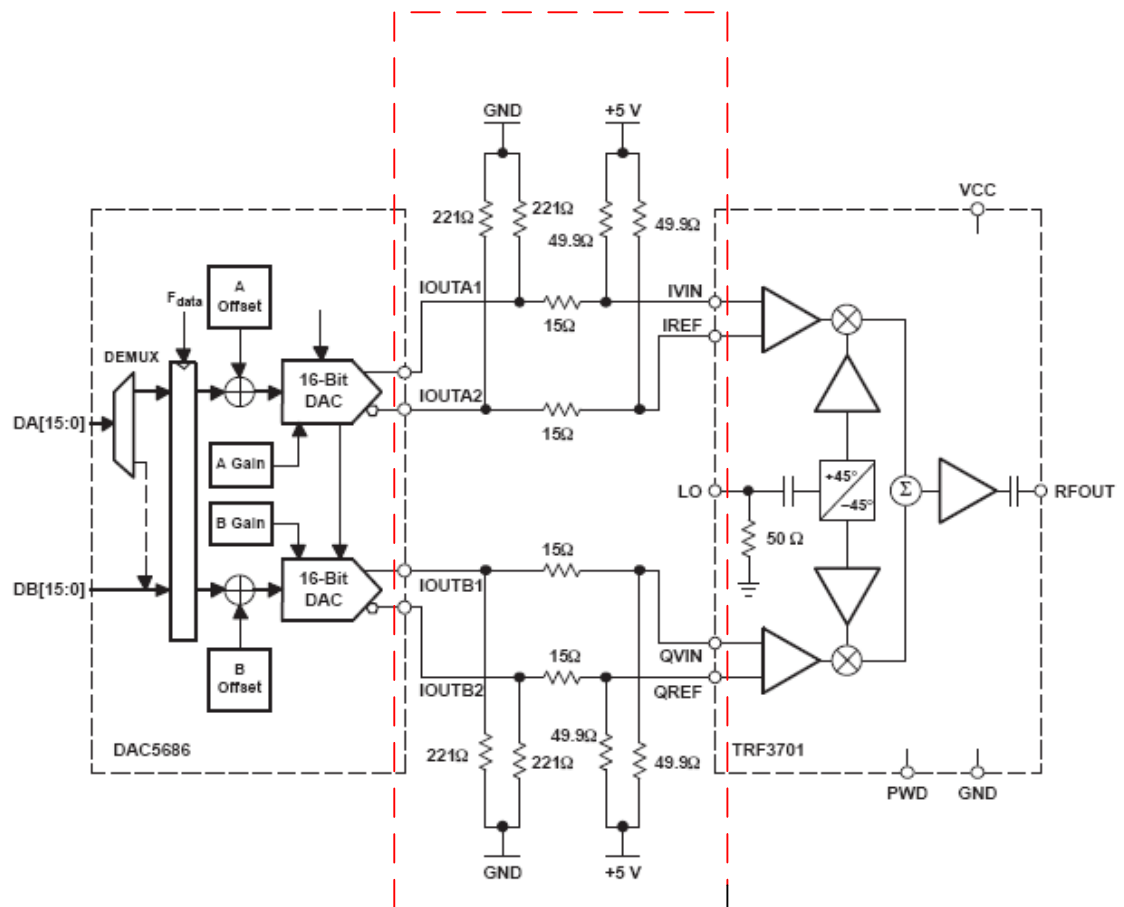 GND
+5 V
VCC
221Ω
221Ω
49.9Ω
49.9Ω
A
Offset
Fdata
IOUTA1
IVIN
15Ω
IREF
DEMUX
16-Bit
DAC
IOUTA2
DA[15:0]
15Ω
A Gain
LO
+45°
–45°
Σ
RFOUT
B Gain
50 Ω
15Ω
16-Bit
DAC
IOUTB1
DB[15:0]
QVIN
15Ω
B
Offset
IOUTB2
QREF
49.9Ω
DAC5686
221Ω
221Ω
49.9Ω
TRF3701
PWD
GND
GND
+5 V